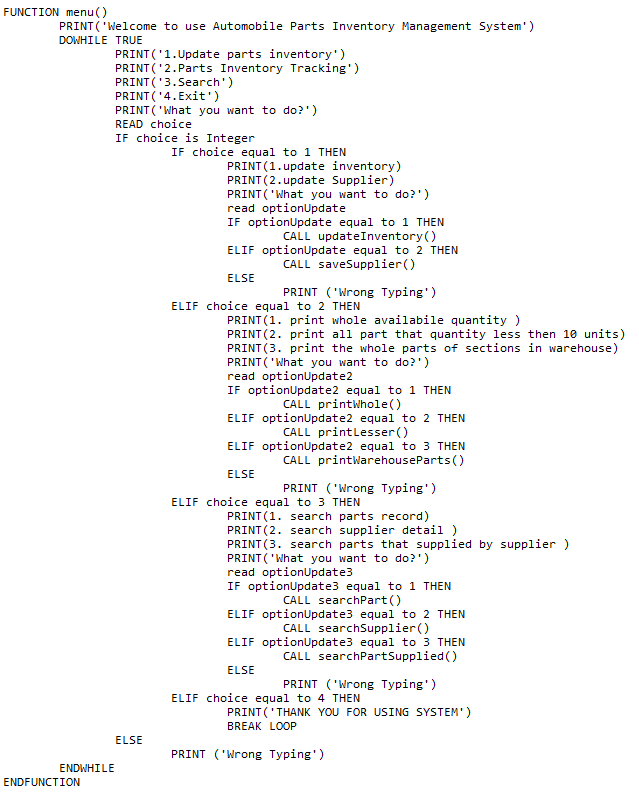 FUNCTION menu()
PRINT('Welcome to use Automobile Parts Inventory Management System')
DOWHILE TRUE
PRINT('1.Update parts inventory')
PRINT('2.Parts Inventory Tracking')
PRINT('3.Search')
PRINT('4.Exit')
PRINT('What you want to do?')
READ choice
IF choice is Integer
IF choice equal to 1 THEN
PRINT(1.update inventory)
PRINT(2.update Supplier)
PRINT('What you want to do?')
read optionUpdate
IF optionUpdate equal to 1 THEN
CALL updateInventory()
ELIF optionUpdate equal to 2 THEN
CALL saveSupplier()
ELSE
PRINT ('Wrong Typing')
ELIF choice equal to 2 THEN
PRINT(1. print whole availabile quantity )
PRINT(2. print all part that quantity less then 10 units)
PRINT(3. print the whole parts of sections in warehouse)
PRINT('What you want to do?')
read optionUpdate2
IF optionUpdate2 equal to 1 THEN
CALL printWhole()
ELIF optionUpdate2 equal to 2 THEN
CALL printLesser()
ELIF optionUpdate2 equal to 3 THEN
CALL printWarehouseParts()
ELSE
PRINT ('Wrong Typing')
ELIF choice equal to 3 THEN
PRINT(1. search parts record)
PRINT(2. search supplier detail )
PRINT(3. search parts that supplied by supplier )
PRINT('What you want to do?')
read optionUpdate3
IF optionUpdate3 equal to 1 THEN
CALL searchPart()
ELIF optionUpdate3 equal to 2 THEN
CALL searchSupplier()
ELIF optionUpdate3 equal to 3 THEN
CALL searchPartSupplied()
ELSE
PRINT ('Wrong Typing')
ELIF choice equal to 4 THEN
PRINT('THANK YOU FOR USING SYSTEM')
BREAK LOOP
ELSE
PRINT ('Wrong Typing')
ENDWHILE
ENDFUNCTION